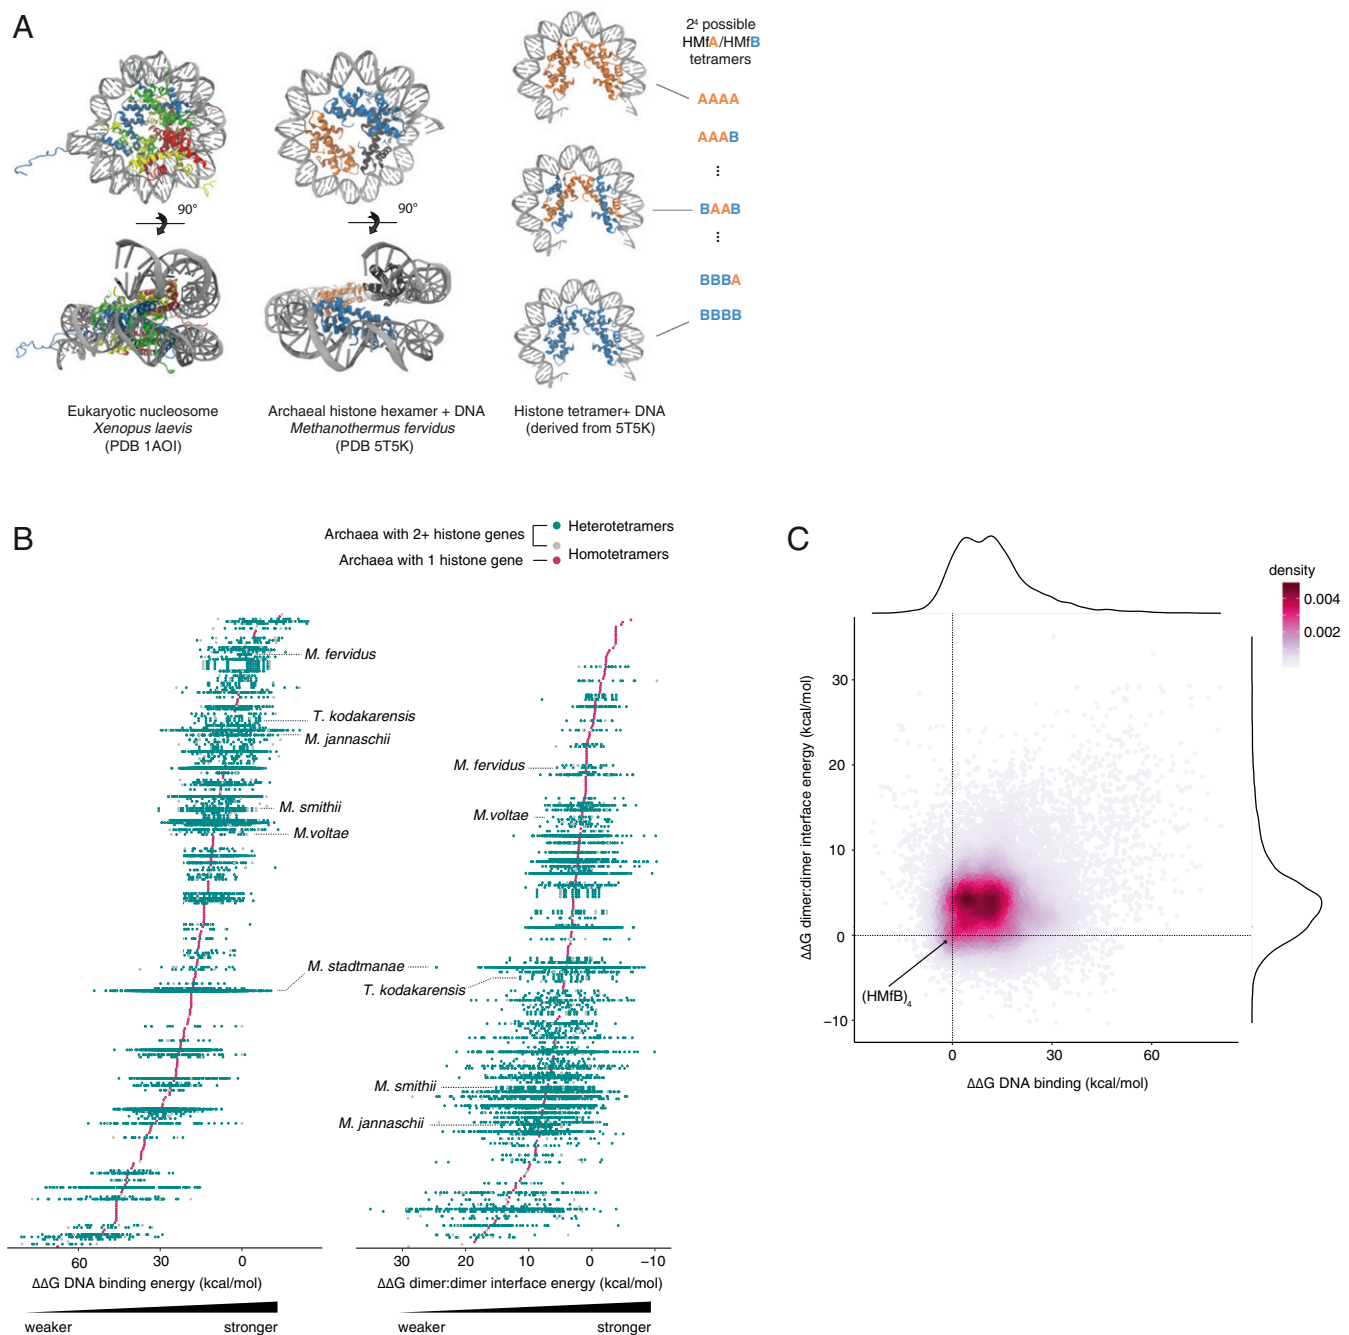 A
2⁴ possible
HMfA/HMfB
tetramers
AAAA
AAAB
⋮
BAAB
⋮
BBBA
BBBB
90°
90°
Eukaryotic nucleosome
Xenopus laevis
(PDB 1AOI)
Archaeal histone hexamer + DNA
Methanothermus fervidus
(PDB 5T5K)
Histone tetramer+ DNA
(derived from 5T5K)
B
Archaea with 2+ histone genes
Heterotetramers
Archaea with 1 histone gene
Homotetramers
M. fervidus
T. kodakarensis
M. jannaschii
M. smithii
M.voltae
M. stadtmanae
M. fervidus
M.voltae
T. kodakarensis
M. smithii
M. jannaschii
60
30
0
ΔΔG DNA binding energy (kcal/mol)
weaker
stronger
30
20
10
0
−10
ΔΔG dimer:dimer interface energy (kcal/mol)
weaker
stronger
C
density
0.004
0.002
ΔΔG dimer:dimer interface energy (kcal/mol)
30
20
10
0
−10
(HMfB)₄
0
30
60
ΔΔG DNA binding (kcal/mol)